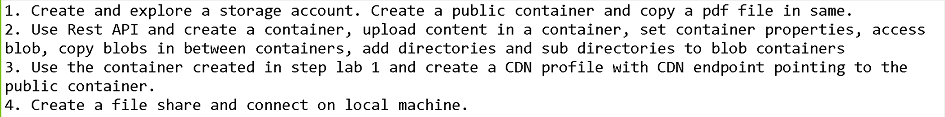 1. Create and explore a storage account. Create a public container and copy a pdf file in same.
2. Use Rest API and create a container, upload content in a container, set container properties, access
blob, copy blobs in between containers, add directories and sub directories to blob containers
3. Use the container created in step lab 1 and create a CDN profile with CDN endpoint pointing to the
public container.
4. Create a file share and connect on local machine.